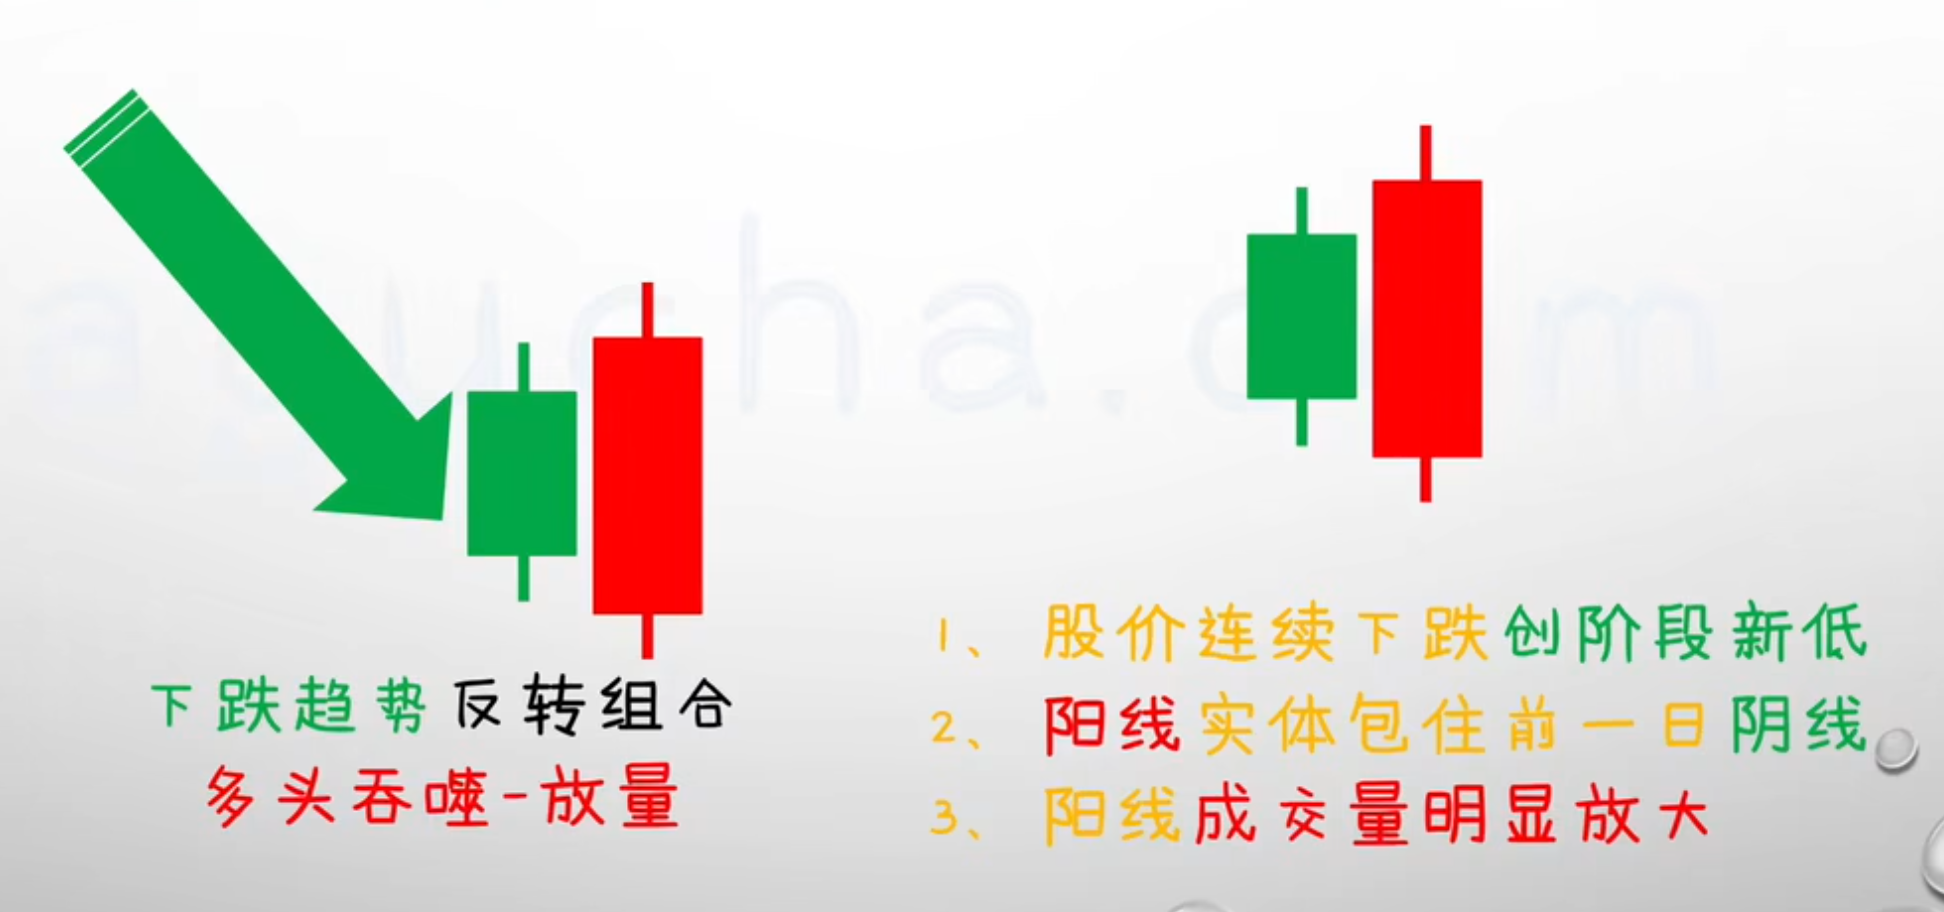 下跌趋势反转组合
多头吞噬-放量
1、股价连续下跌创阶段新低
2、阳线实体包住前一日阴线
3、阳线成交量明显放大